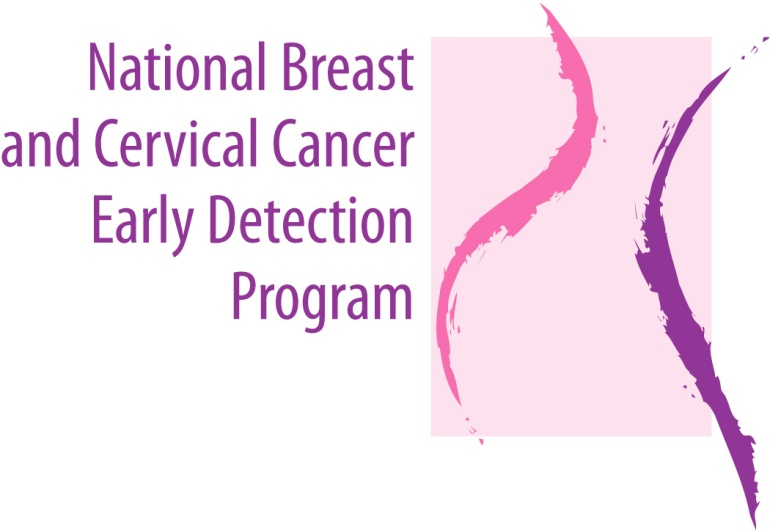 National Breast
and Cervical Cancer
Early Detection
Program